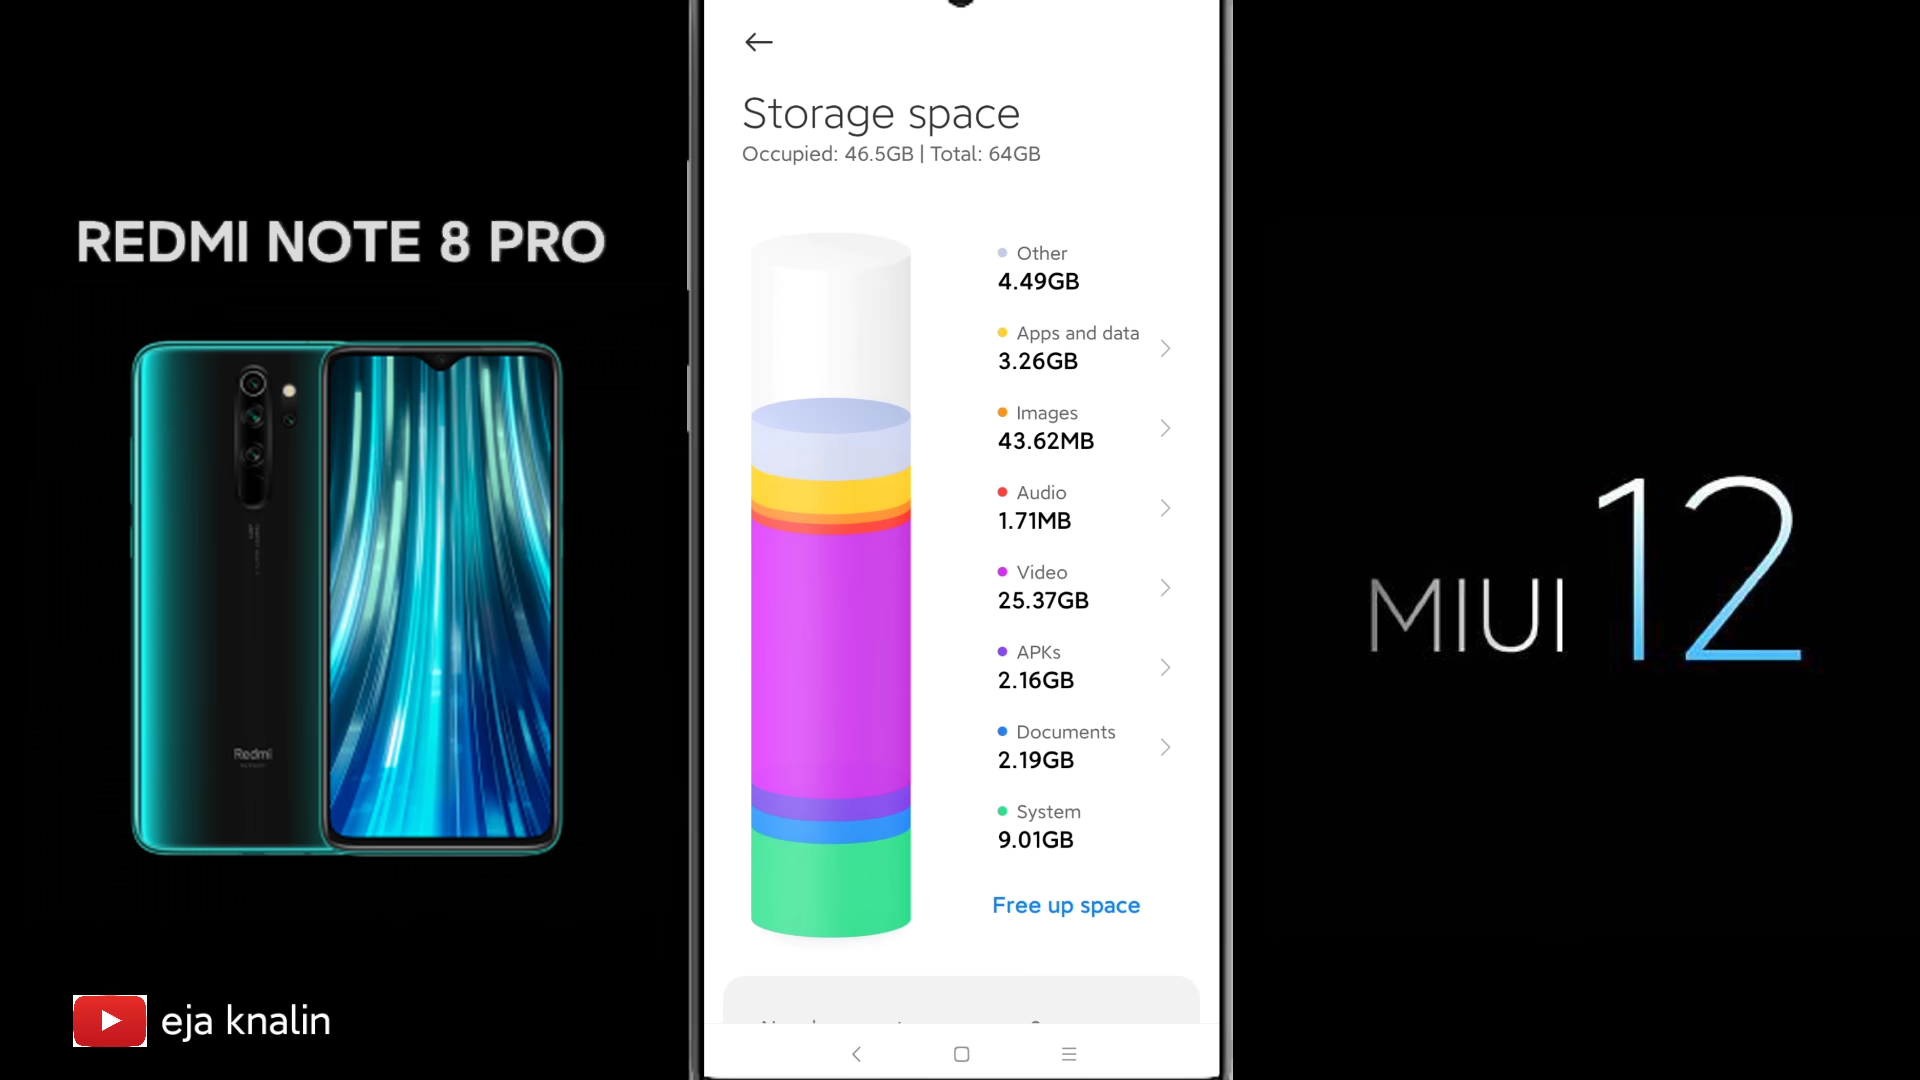 REDMI NOTE 8 PRO
Redmi
eja knalin
Storage space
Occupied: 46.5GB | Total: 64GB
Other
4.49GB
Apps and data
3.26GB
Images
43.62MB
Audio
1.71MB
Video
25.37GB
APKs
2.16GB
Documents
2.19GB
System
9.01GB
Free up space
MIUI 12